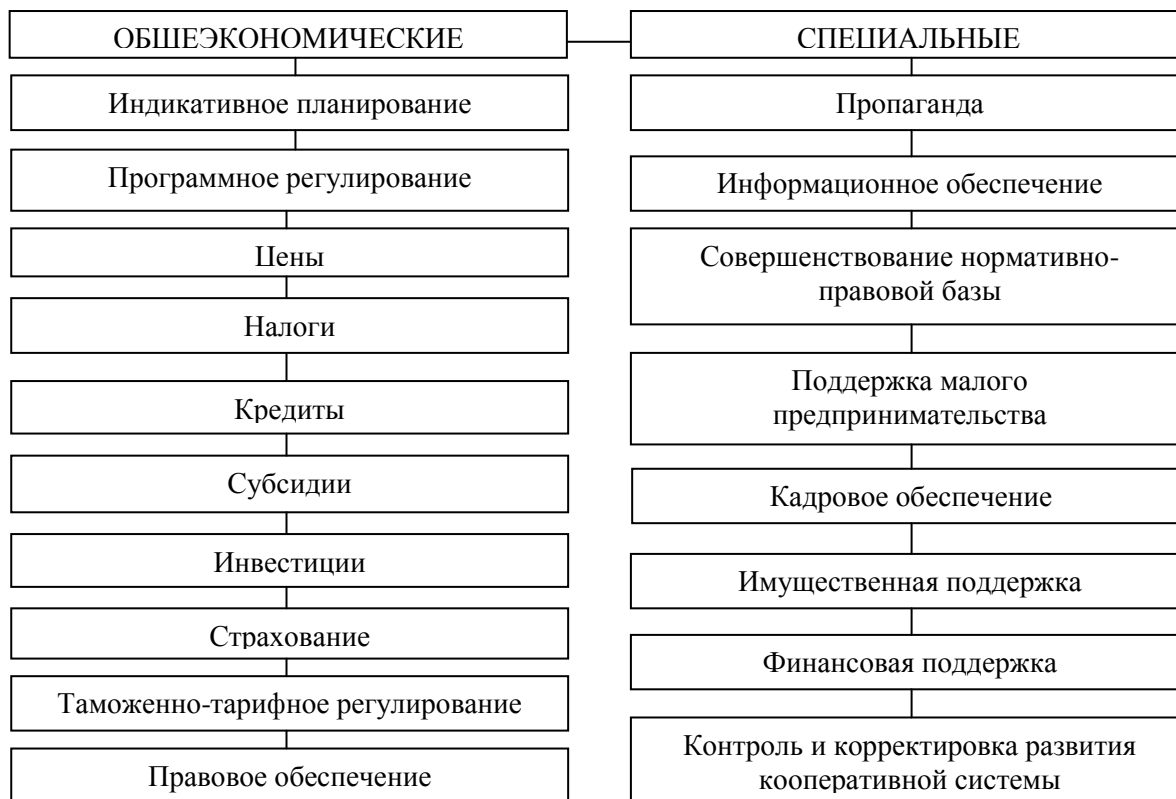 ОБЩЕЭКОНОМИЧЕСКИЕ
Индикативное планирование
Программное регулирование
Цены
Налоги
Кредиты
Субсидии
Инвестиции
Страхование
Таможенно-тарифное регулирование
Правовое обеспечение
СПЕЦИАЛЬНЫЕ
Пропаганда
Информационное обеспечение
Совершенствование нормативно-
правовой базы
Поддержка малого
предпринимательства
Кадровое обеспечение
Имущественная поддержка
Финансовая поддержка
Контроль и корректировка развития
кооперативной системы